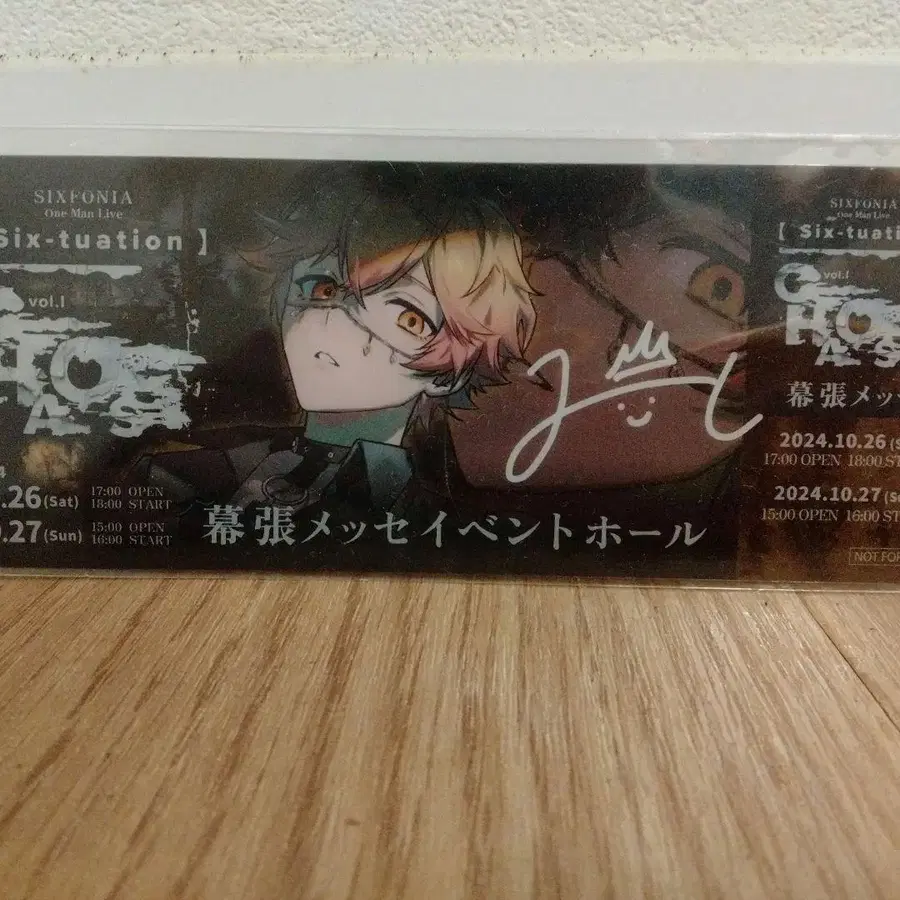 SIXFONIA
One Man Live
Six-tuation 】
vol.1
CHAOS
.26(Sat) 17:00 OPEN
18:00 START
.27(Sun) 15:00 OPEN
16:00 START
幕張メッセイベントホール
SIXFONIA
One Man Live
【 Six-tuati
vol.1
幕張メッ
2024.10.26
17:00 OPEN 18:00
2024.10.27
15:00 OPEN 16:00
NOT FOR